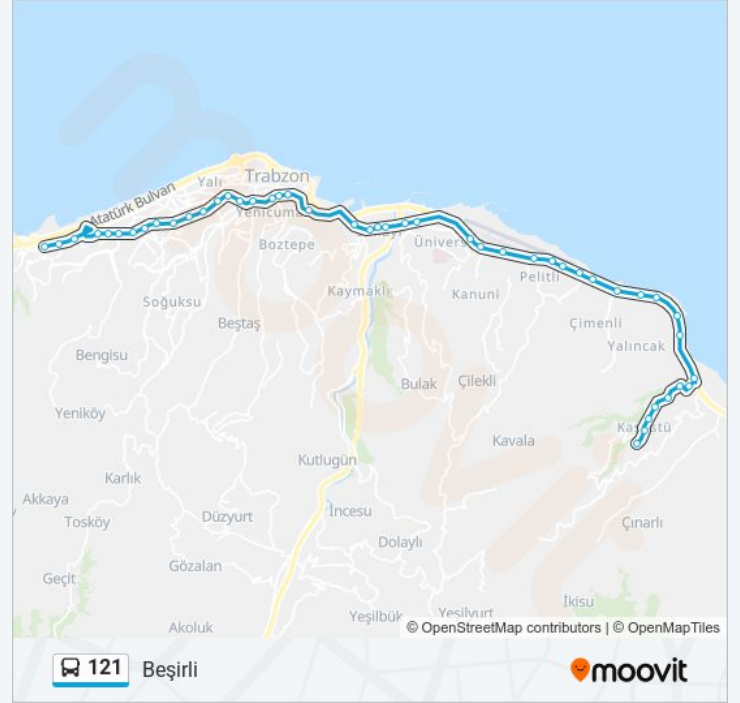 Atatürk Bulvarı
Yalı
Trabzon
Yenicuma
Boztepe
Pelitli
Kaymaklı
Kanuni
Soğuksu
Beştaş
Çimenli
Yalıncak
Bengisu
Bulak
Çilekli
Yeniköy
Kavala
Kutlugün
Karlık
Akkaya
Tosköy
Düzyurt
İncesu
Çınarlı
Dolaylı
Gözalan
Geçit
İkisu
Yeşilbük
Yeşilyurt
Akoluk
© OpenStreetMap contributors | © OpenMapTiles
121 Beşirli
moovit